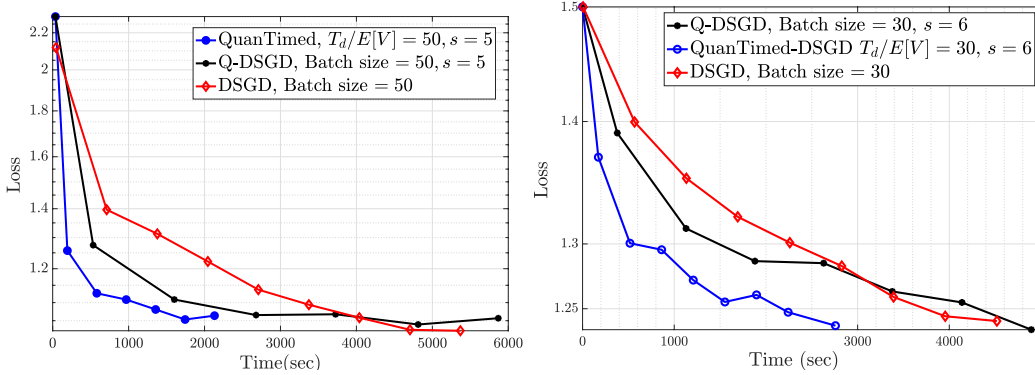 QuanTimed, T_d/E[V] = 50, s = 5
Q-DSGD, Batch size = 50, s = 5
DSGD, Batch size = 50
Loss
2.2
2
1.8
1.6
1.4
1.2
0 1000 2000 3000 4000 5000 6000
Time(sec)
Q-DSGD, Batch size = 30, s = 6
QuanTimed-DSGD T_d/E[V] = 30, s = 6
DSGD, Batch size = 30
Loss
1.5
1.4
1.3
1.25
0 1000 3000 4000
Time (sec)